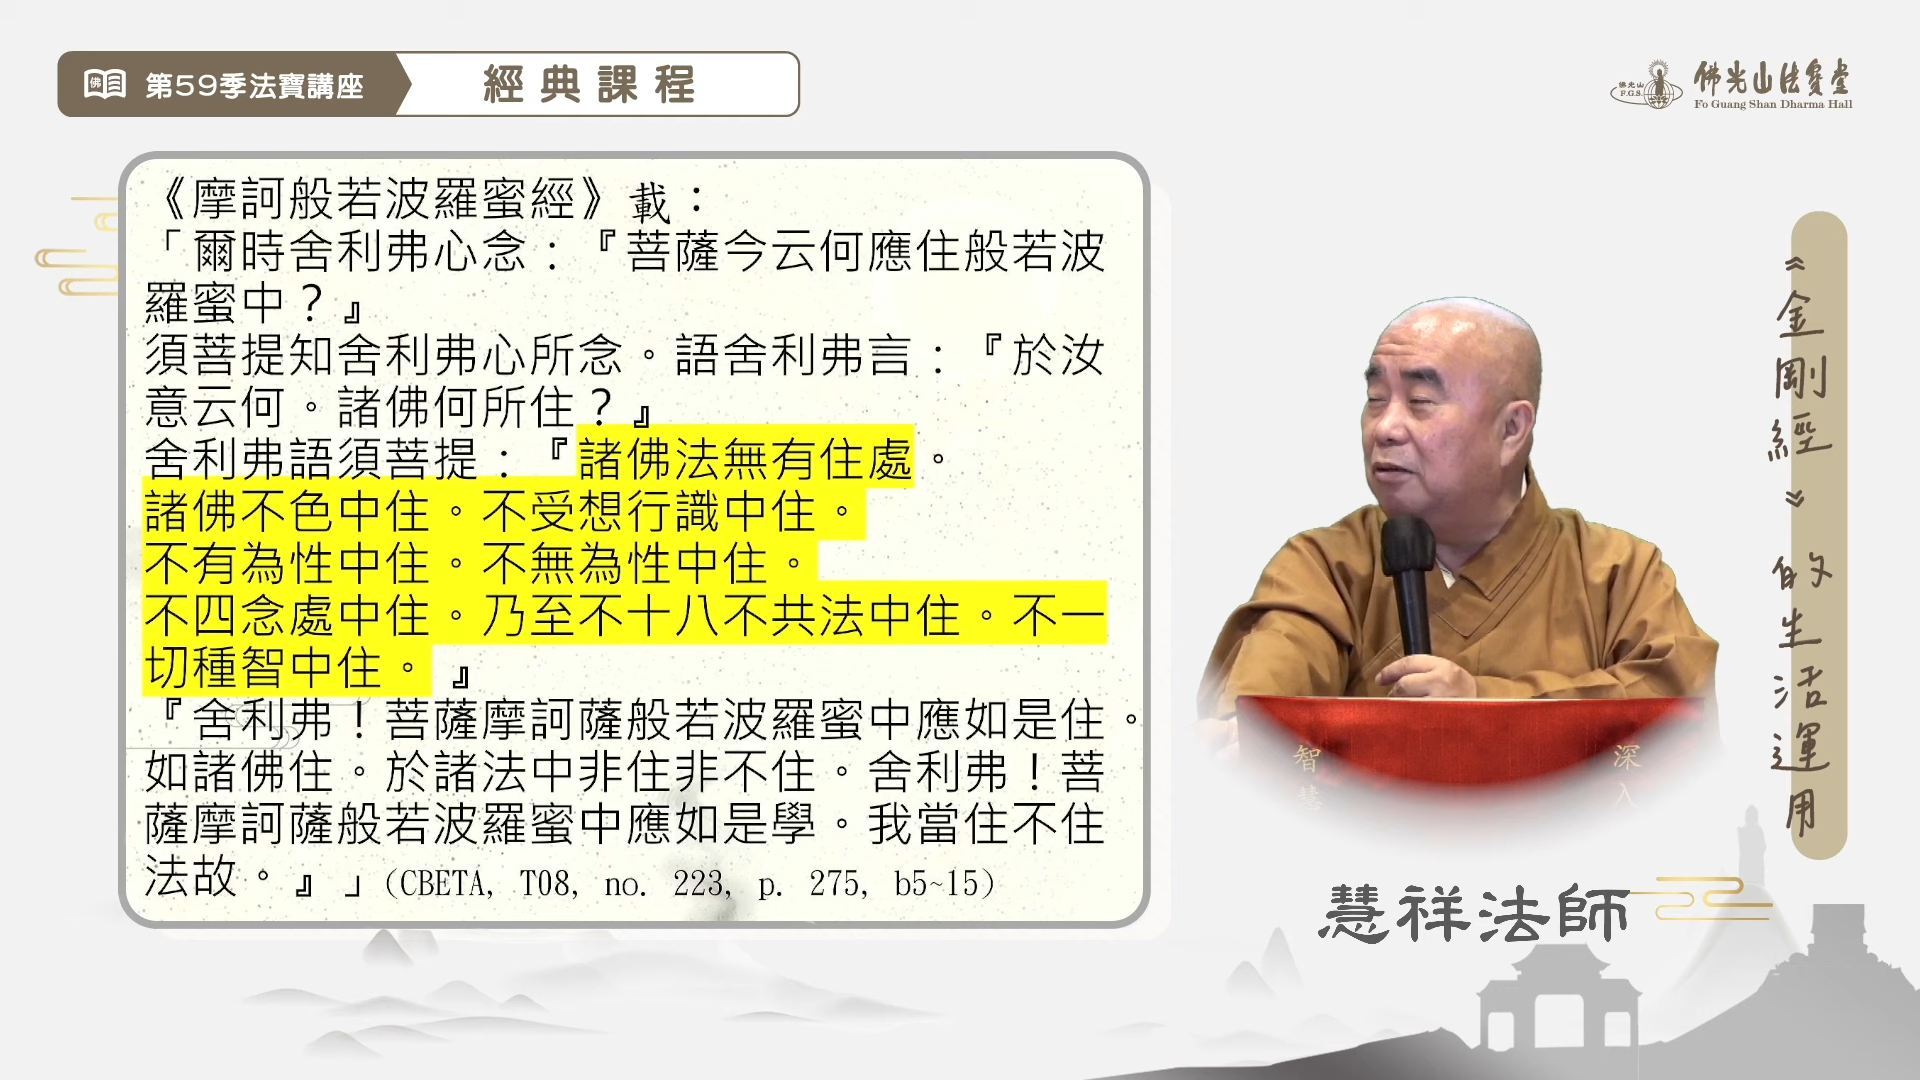 第59季法寶講座
經典課程
佛光山
F.G.S.
佛光山法寶堂
Fo Guang Shan Dharma Hall
《摩訶般若波羅蜜經》載：
「爾時舍利弗心念：『菩薩今云何應住般若波
羅蜜中？』
須菩提知舍利弗心所念。語舍利弗言：『於汝
意云何。諸佛何所住？』
舍利弗語須菩提：『諸佛法無有住處。
諸佛不色中住。不受想行識中住。
不有為性中住。不無為性中住。
不四念處中住。乃至不十八不共法中住。不一
切種智中住。』
『舍利弗！菩薩摩訶薩般若波羅蜜中應如是住。
如諸佛住。於諸法中非住非不住。舍利弗！菩
薩摩訶薩般若波羅蜜中應如是學。我當住不住
法故。』」(CBETA, T08, no. 223, p. 275, b5~15)
《金剛經》的生活運用
智慧
深入
慧祥法師